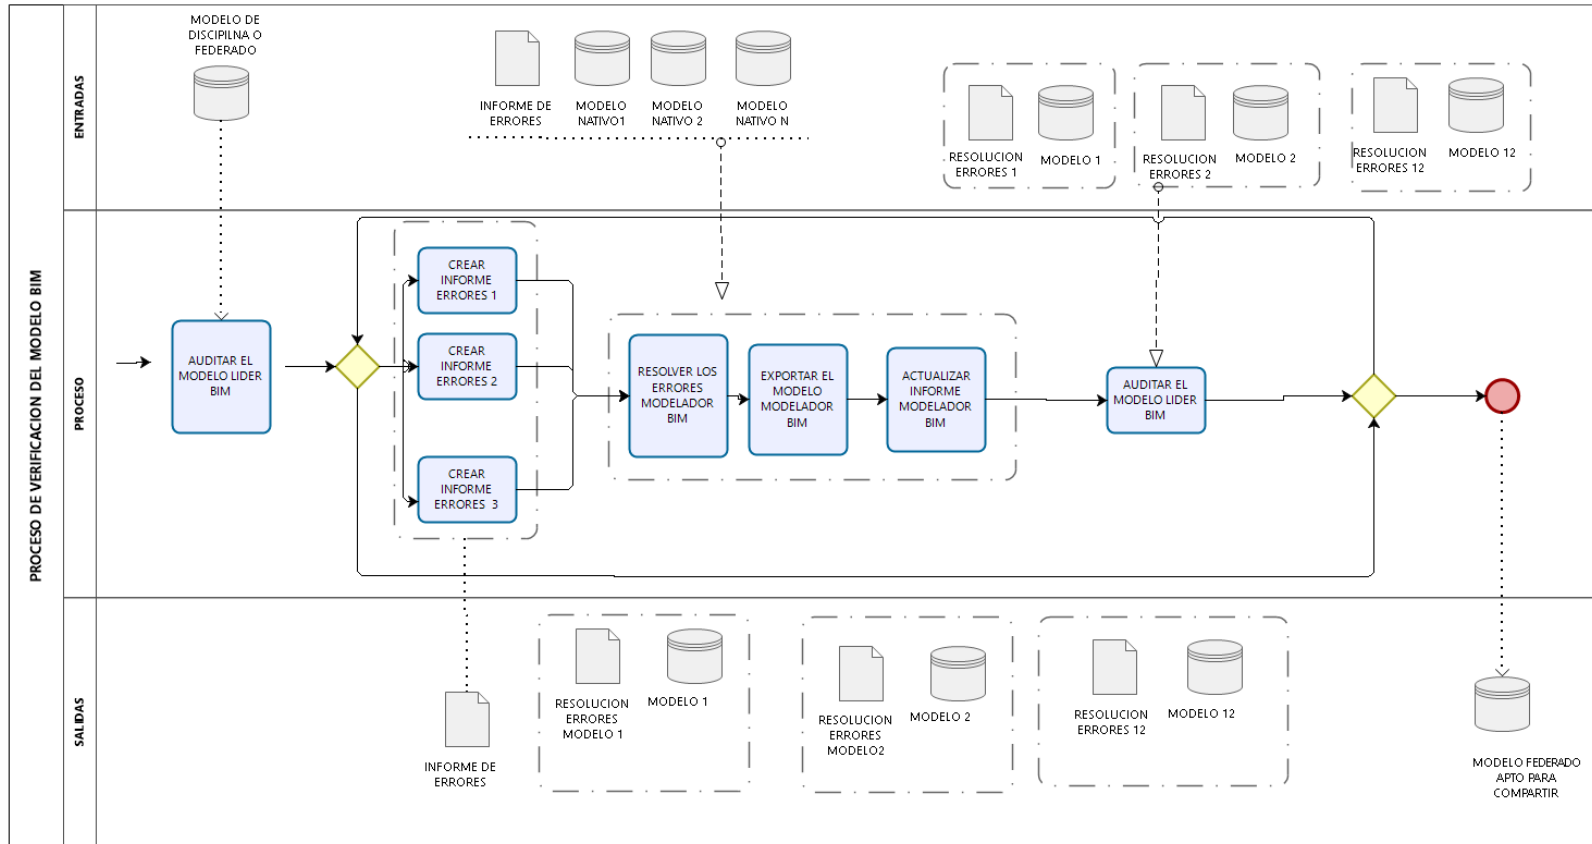 PROCESO DE VERIFICACION DEL MODELO BIM
ENTRADAS
MODELO DE
DISCIPILNA O
FEDERADO
INFORME DE
ERRORES
MODELO
NATIVO1
MODELO
NATIVO 2
MODELO
NATIVO N
RESOLUCION
ERRORES 1
MODELO 1
RESOLUCION
ERRORES 2
MODELO 2
RESOLUCION
ERRORES 12
MODELO 12
PROCESO
AUDITAR EL
MODELO LIDER
BIM
CREAR
INFORME
ERRORES 1
CREAR
INFORME
ERRORES 2
CREAR
INFORME
ERRORES 3
RESOLVER LOS
ERRORES
MODELADOR
BIM
EXPORTAR EL
MODELO
MODELADOR
BIM
ACTUALIZAR
INFORME
MODELADOR
BIM
AUDITAR EL
MODELO LIDER
BIM
SALIDAS
INFORME DE
ERRORES
RESOLUCION
ERRORES
MODELO 1
MODELO 1
RESOLUCION
ERRORES
MODELO2
MODELO 2
RESOLUCION
ERRORES 12
MODELO 12
MODELO FEDERADO
APTO PARA
COMPARTIR